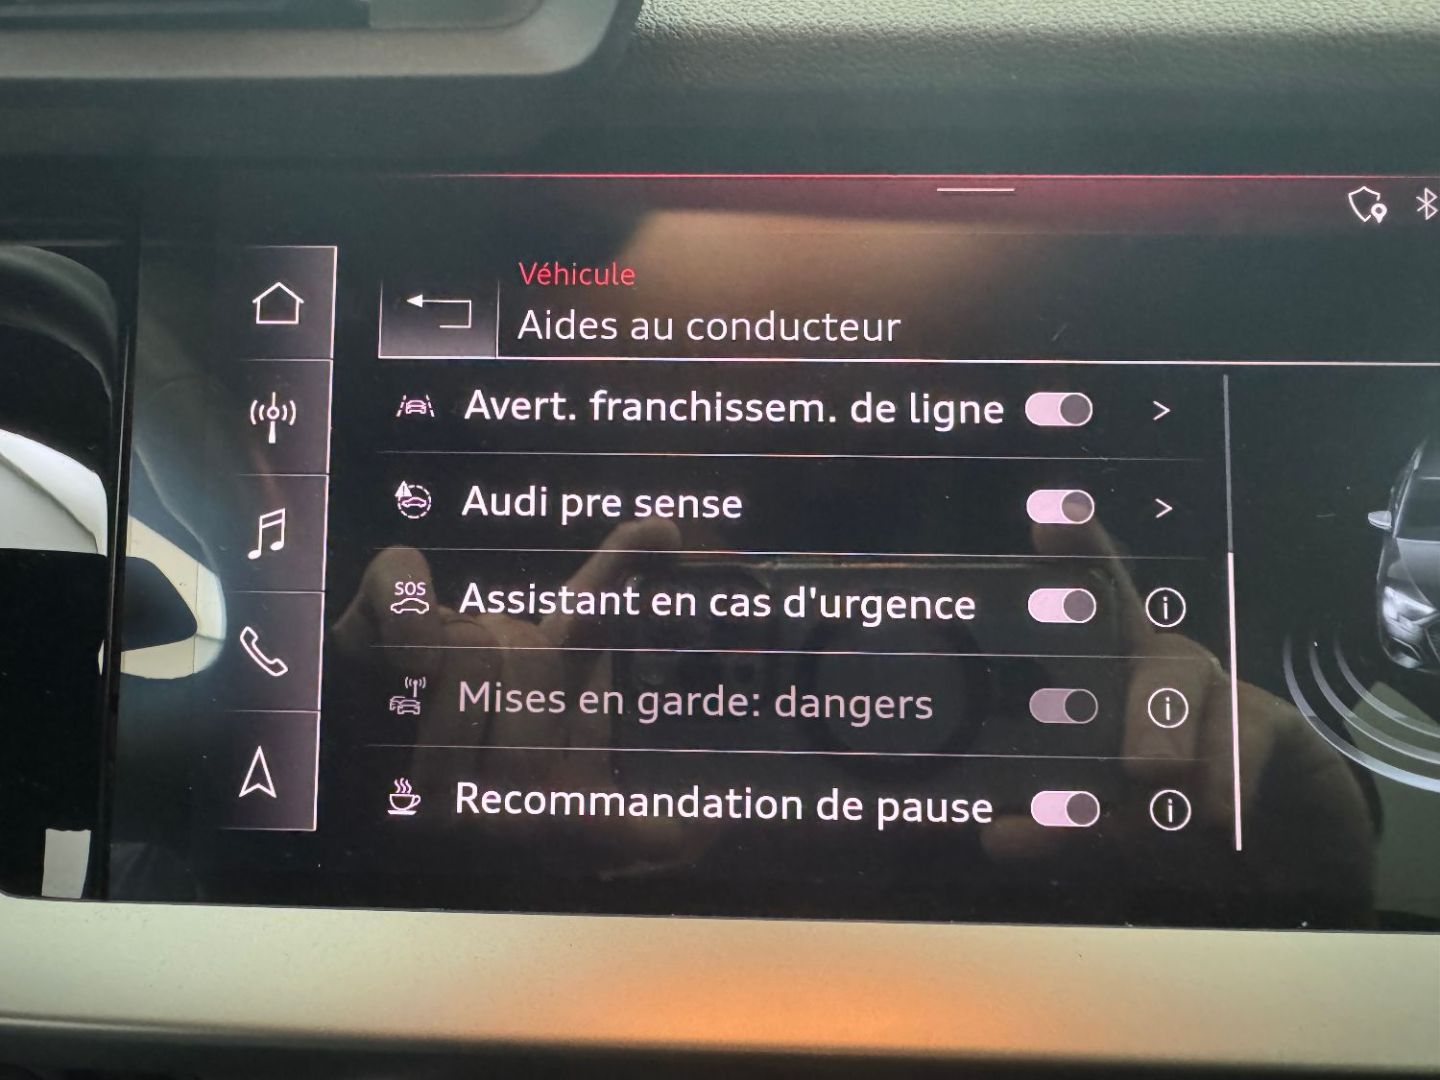 Véhicule
Aides au conducteur
Avert. franchissem. de ligne
Audi pre sense
SOS
Assistant en cas d'urgence
Mises en garde: dangers
Recommandation de pause